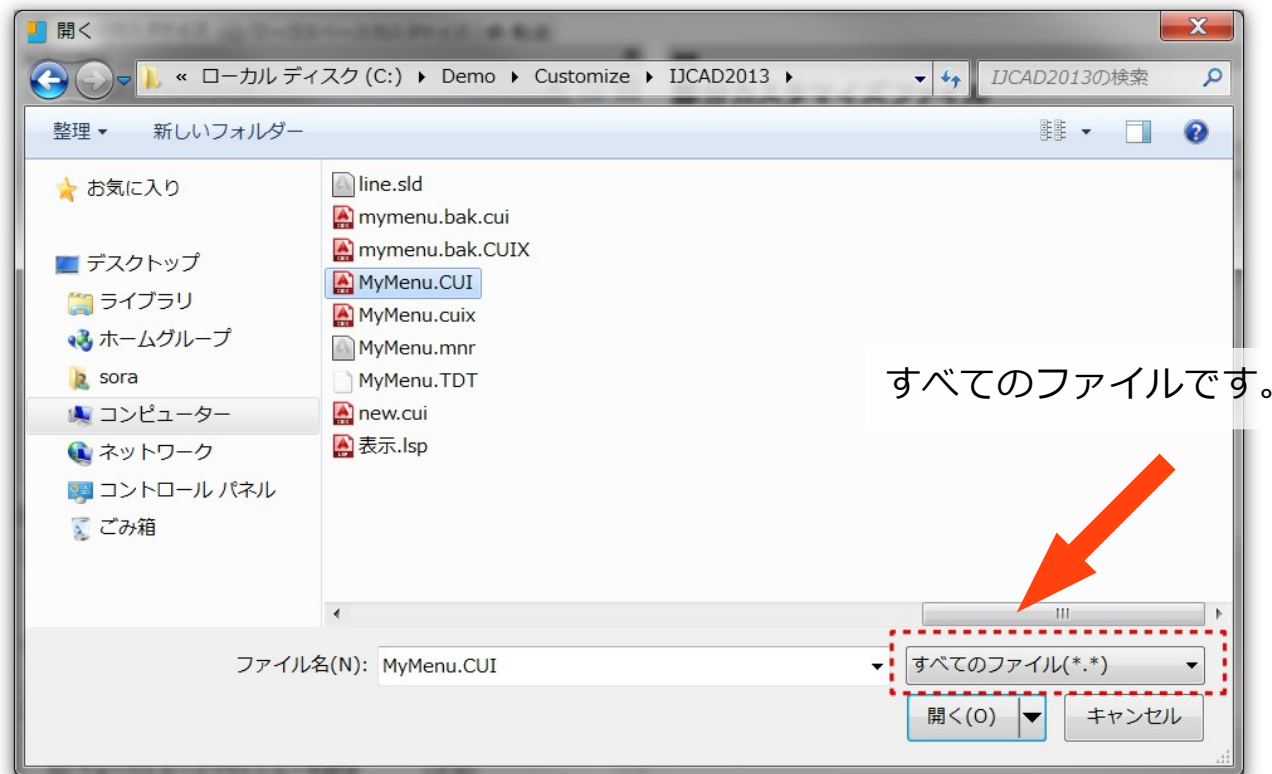 開く
« ローカル ディスク (C:) ▸ Demo ▸ Customize ▸ IJCAD2013 ▸
IJCAD2013の検索
整理
新しいフォルダー
お気に入り
デスクトップ
ライブラリ
ホームグループ
sora
コンピューター
ネットワーク
コントロール パネル
ごみ箱
line.sld
mymenu.bak.cui
mymenu.bak.CUIX
MyMenu.CUI
MyMenu.cuix
MyMenu.mnr
MyMenu.TDT
new.cui
表示.lsp
すべてのファイルです。
ファイル名(N):
MyMenu.CUI
すべてのファイル(*.*)
開く(O)
キャンセル